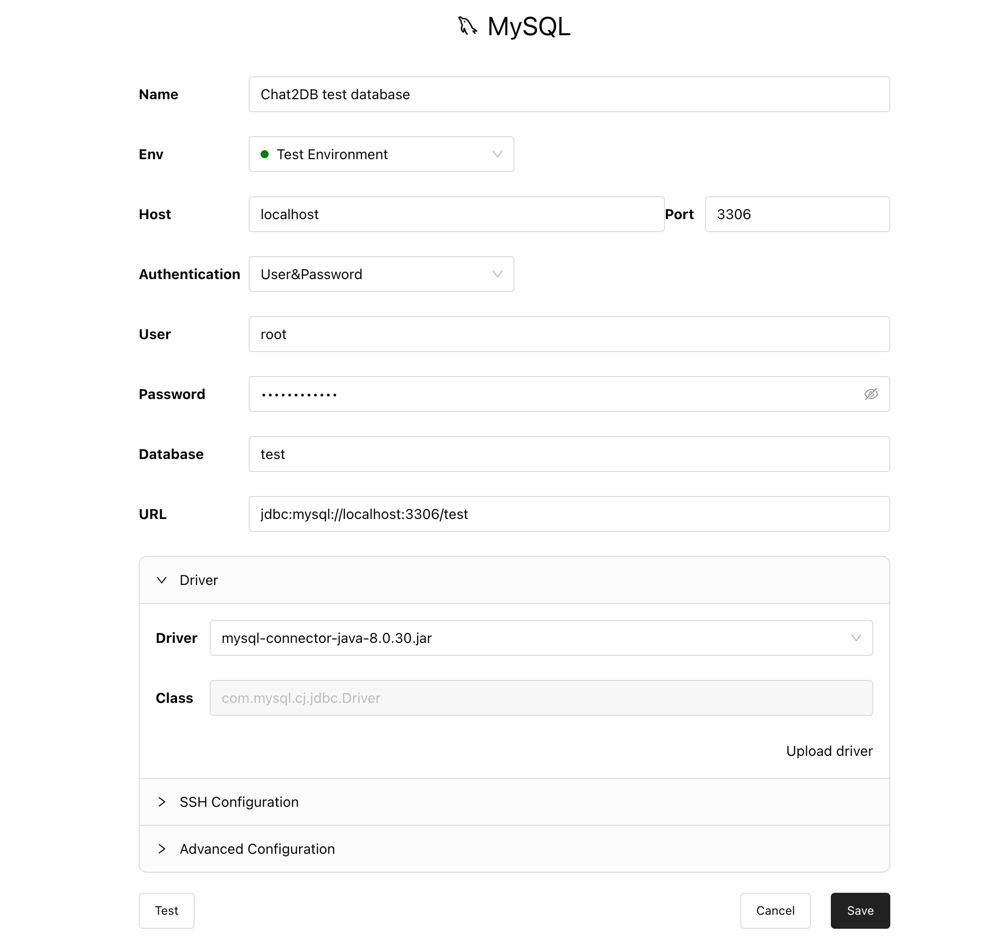 MySQL
Name Chat2DB test database
Env Test Environment
Host localhost Port 3306
Authentication User&Password
User root
Password ••••••••••••
Database test
URL jdbc:mysql://localhost:3306/test
Driver
Driver mysql-connector-java-8.0.30.jar
Class com.mysql.cj.jdbc.Driver
Upload driver
SSH Configuration
Advanced Configuration
Test Cancel Save